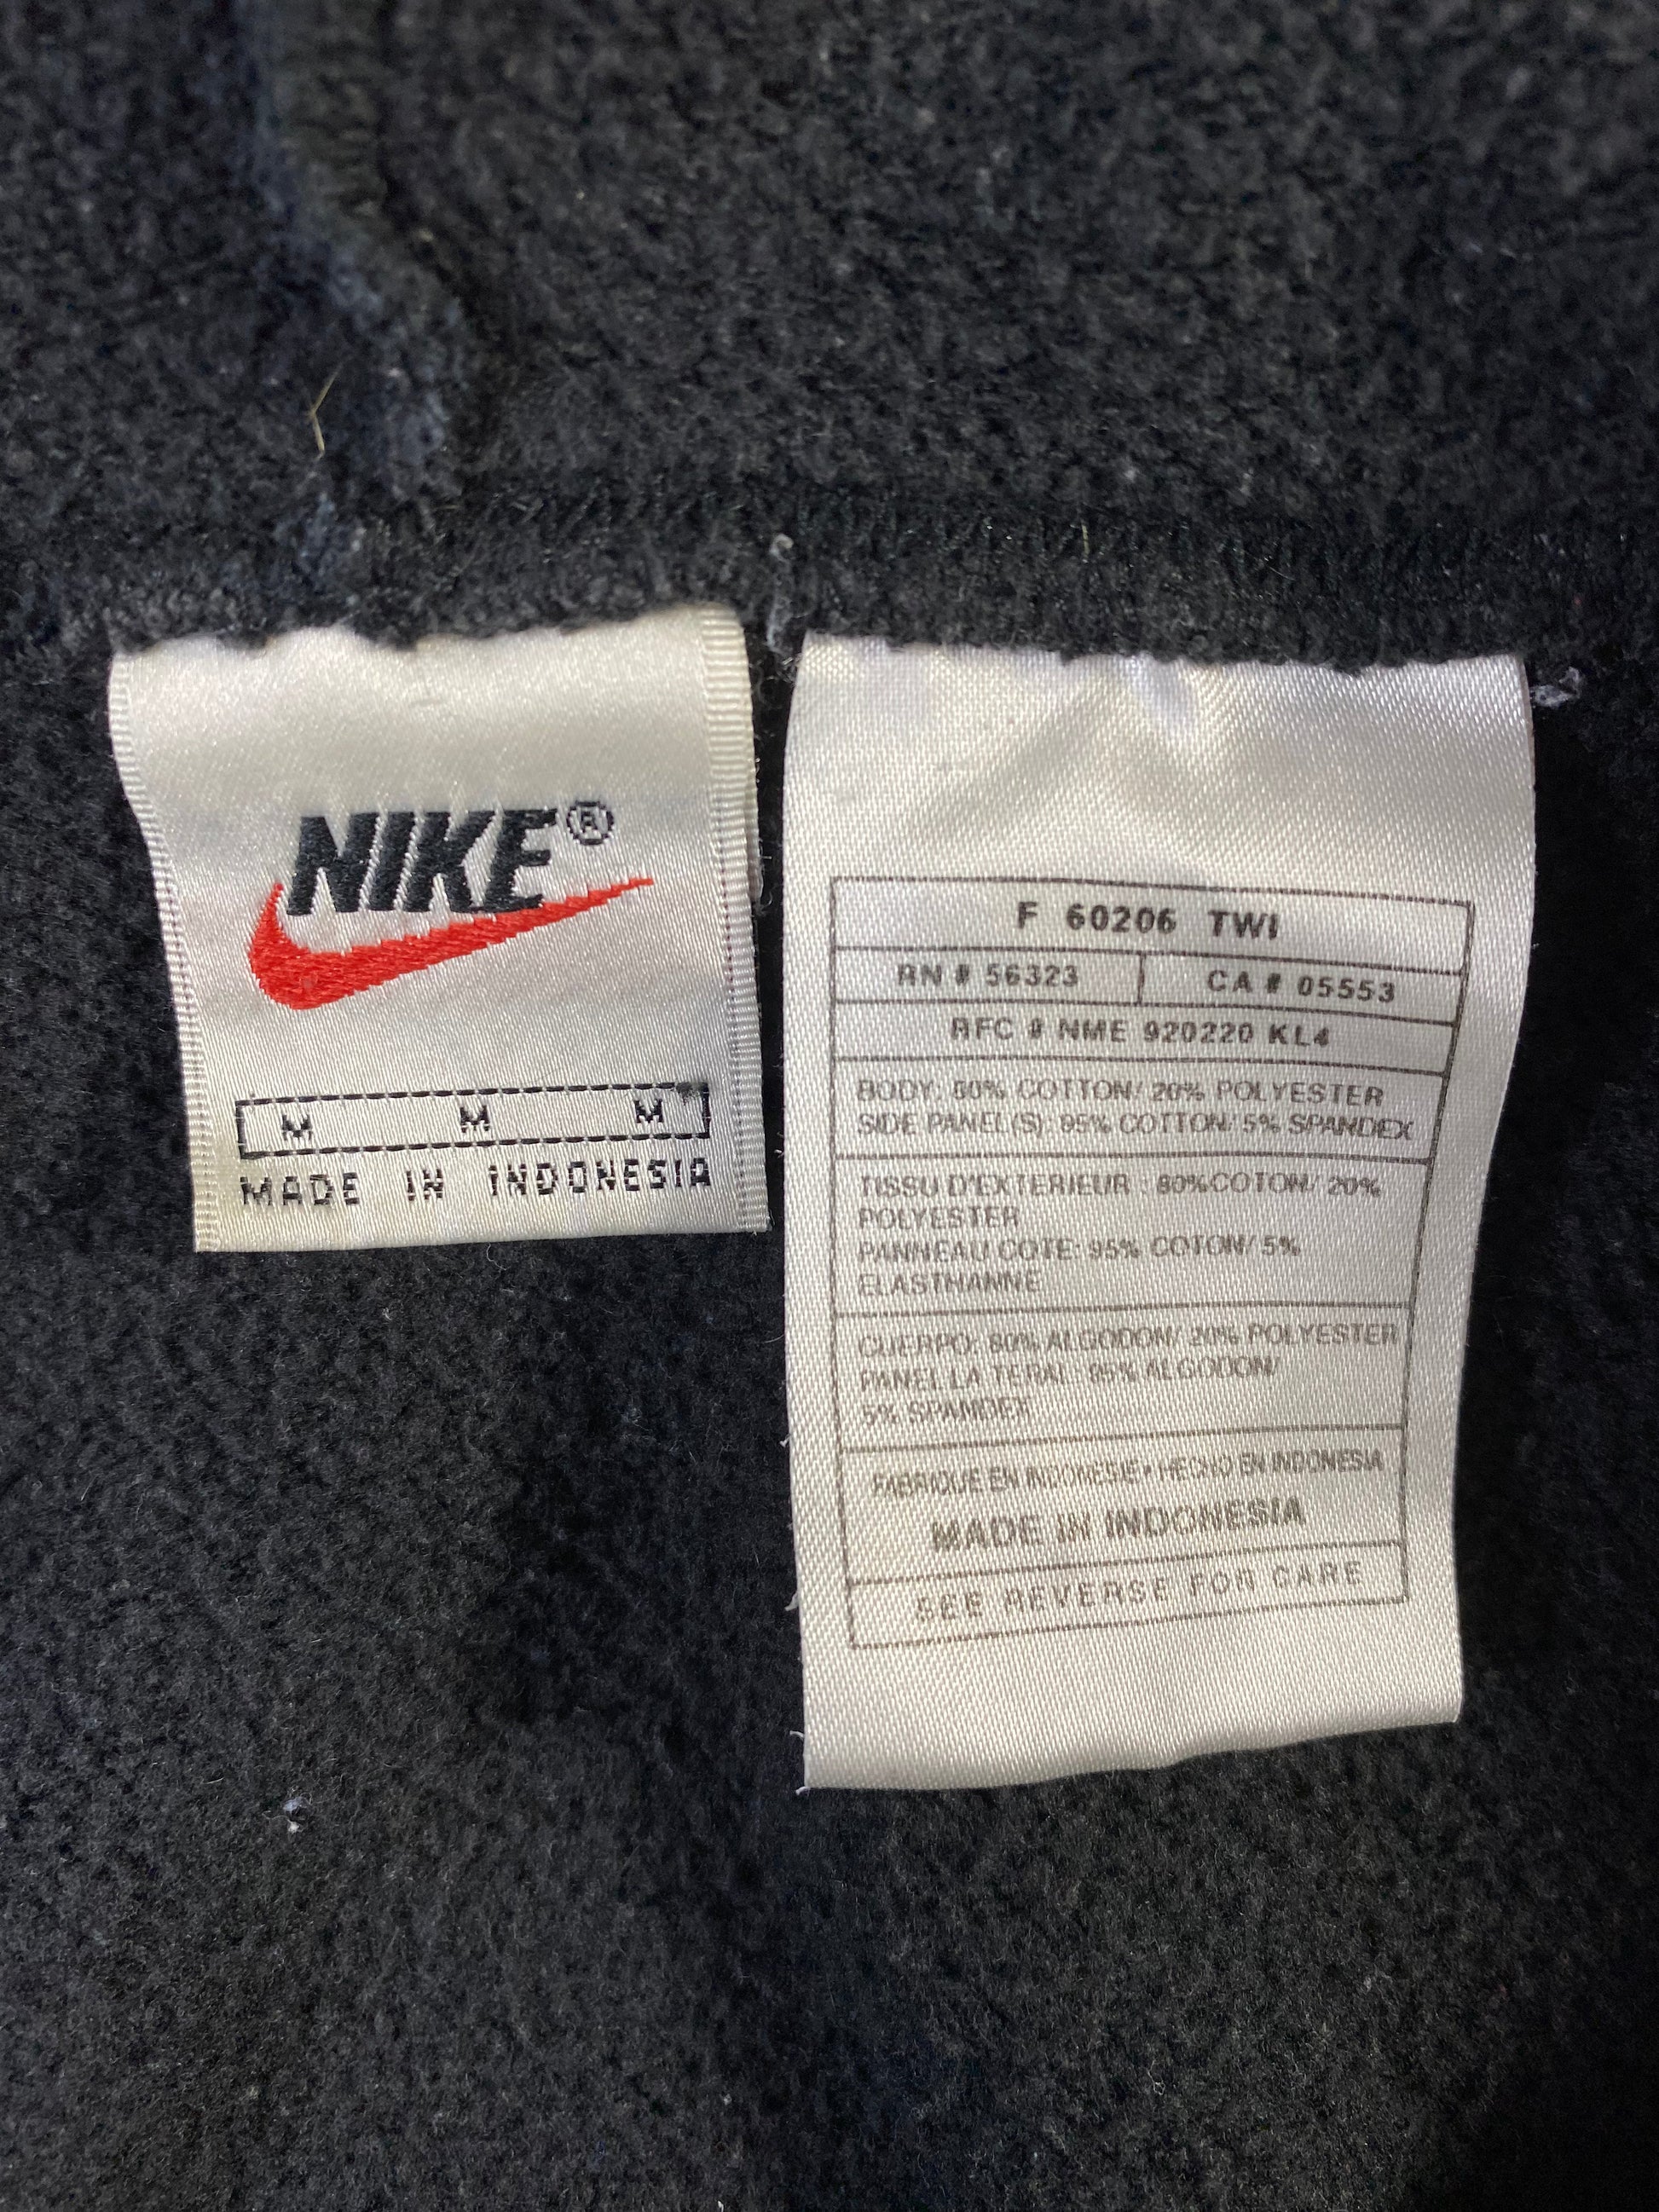 NIKE®
M M M
MADE IN INDONESIA
F 60206 TWI
RN # 56323 CA # 05553
RFC # NME 920220 KL4
BODY: 80% COTTON/ 20% POLYESTER
SIDE PANEL(S): 95% COTTON/ 5% SPANDEX
TISSU D'EXTERIEUR : 80%COTON/ 20%
POLYESTER
PANNEAU COTE: 95% COTON/ 5%
ELASTHANNE
CUERPO: 80% ALGODON/ 20% POLYESTER
PANEL LA TERAL: 95% ALGODON/
5% SPANDEX
FABRIQUE EN INDONESIE • HECHO EN INDONESIA
MADE IN INDONESIA
SEE REVERSE FOR CARE